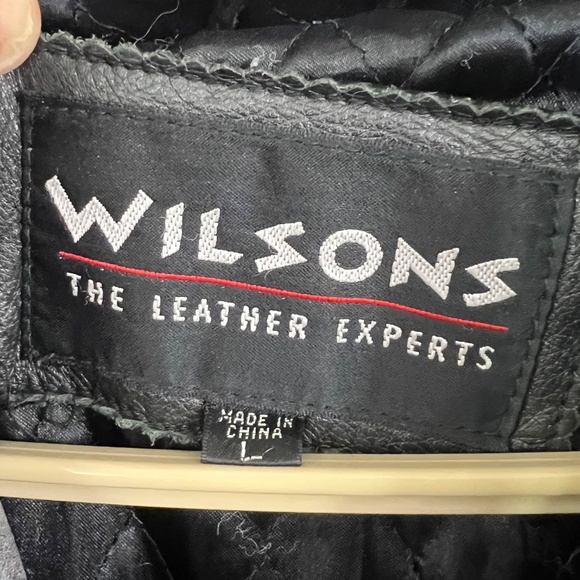 WILSONS
THE LEATHER EXPERTS
MADE IN
CHINA
L